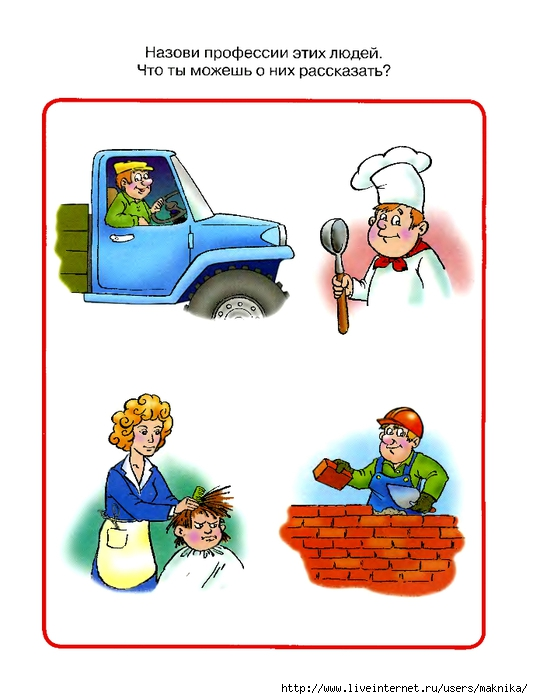 Назови профессии этих людей.
Что ты можешь о них рассказать?
http://www.liveinternet.ru/users/maknika/